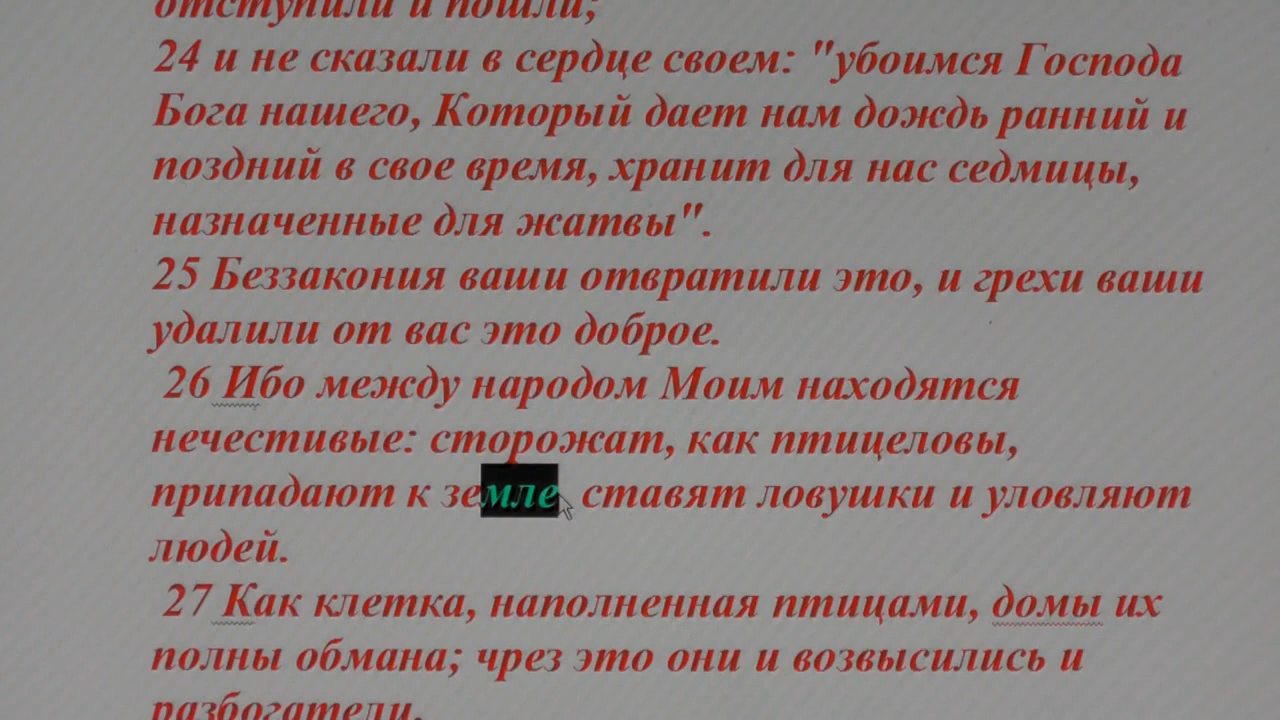 отступили и пошли;
24 и не сказали в сердце своем: "убоимся Господа
Бога нашего, Который дает нам дождь ранний и
поздний в свое время, хранит для нас седмицы,
назначенные для жатвы".
25 Беззакония ваши отвратили это, и грехи ваши
удалили от вас это доброе.
26 Ибо между народом Моим находятся
нечестивые: сторожат, как птицеловы,
припадают к земле, ставят ловушки и уловляют
людей.
27 Как клетка, наполненная птицами, домы их
полны обмана; чрез это они и возвысились и
разбогатели,